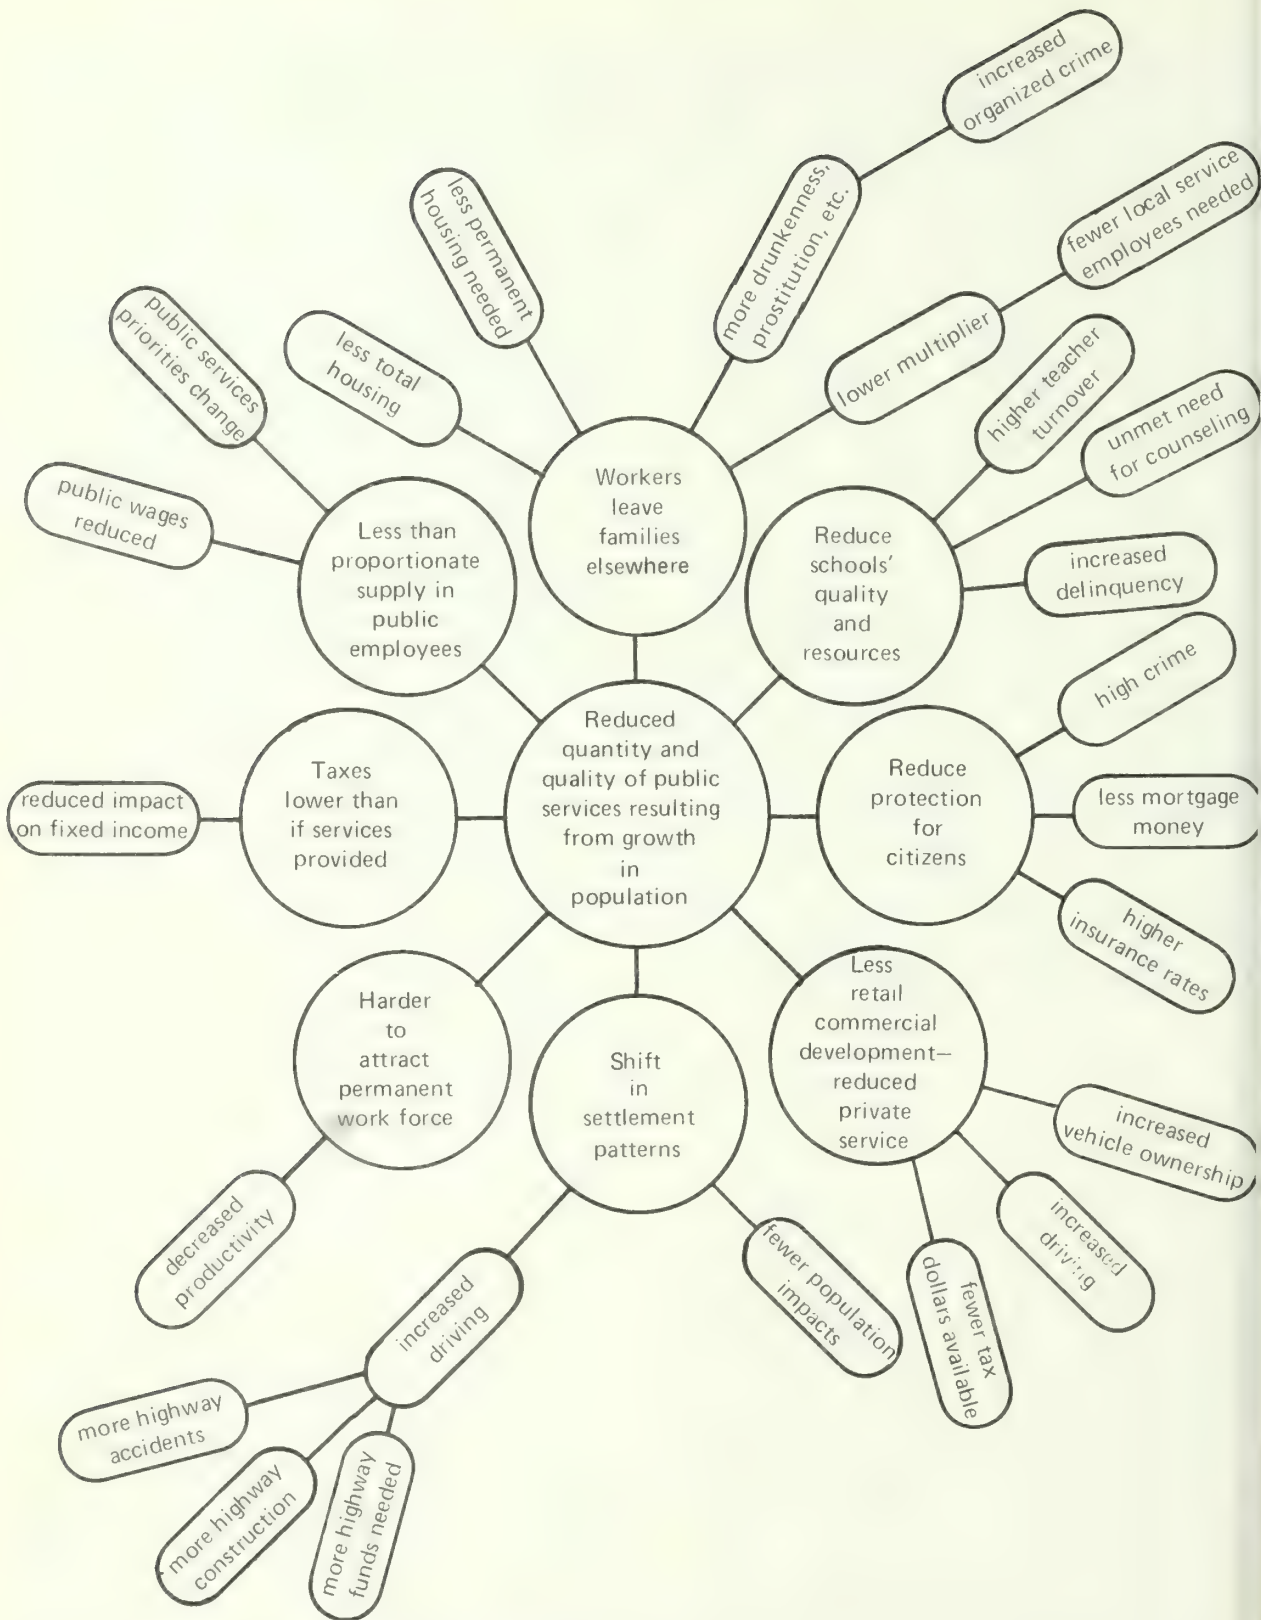 increased
organized crime
less permanent
housing needed
more drunkenness,
prostitution, etc.
fewer local service
employees needed
public services
priorities change
less total
housing
lower multiplier
higher teacher
turnover
unmet need
for counseling
public wages
reduced
Less than
proportionate
supply in
public
employees
Workers
leave
families
elsewhere
Reduce
schools'
quality
and
resources
increased
delinquency
high crime
reduced impact
on fixed income
Taxes
lower than
if services
provided
Reduced
quantity and
quality of public
services resulting
from growth
in
population
Reduce
protection
for
citizens
less mortgage
money
higher
insurance rates
Harder
to
attract
permanent
work force
Shift
in
settlement
patterns
Less
retail
commercial
development—
reduced
private
service
increased
vehicle ownership
decreased
productivity
increased
driving
fewer population
impacts
fewer tax
dollars available
increased
driving
more highway
accidents
more highway
construction
more highway
funds needed